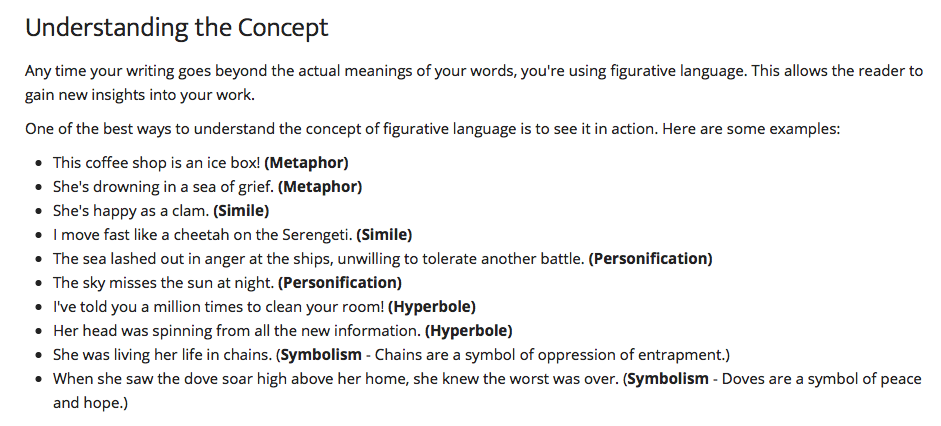 Understanding the Concept
Any time your writing goes beyond the actual meanings of your words, you're using figurative language. This allows the reader to
gain new insights into your work.
One of the best ways to understand the concept of figurative language is to see it in action. Here are some examples:
• This coffee shop is an ice box! (Metaphor)
• She's drowning in a sea of grief. (Metaphor)
• She's happy as a clam. (Simile)
• I move fast like a cheetah on the Serengeti. (Simile)
• The sea lashed out in anger at the ships, unwilling to tolerate another battle. (Personification)
• The sky misses the sun at night. (Personification)
• I've told you a million times to clean your room! (Hyperbole)
• Her head was spinning from all the new information. (Hyperbole)
• She was living her life in chains. (Symbolism - Chains are a symbol of oppression of entrapment.)
• When she saw the dove soar high above her home, she knew the worst was over. (Symbolism - Doves are a symbol of peace
and hope.)